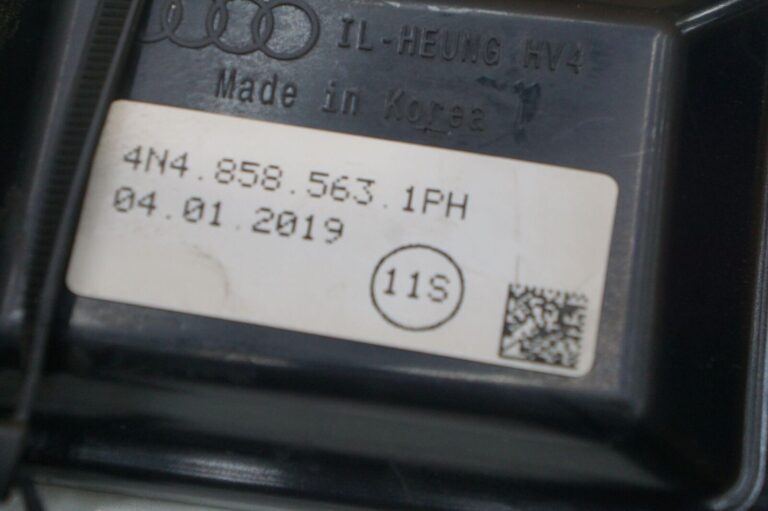 IL-HEUNG HV4
Made in Korea
4N4.858.563.1PH
04.01.2019
11S